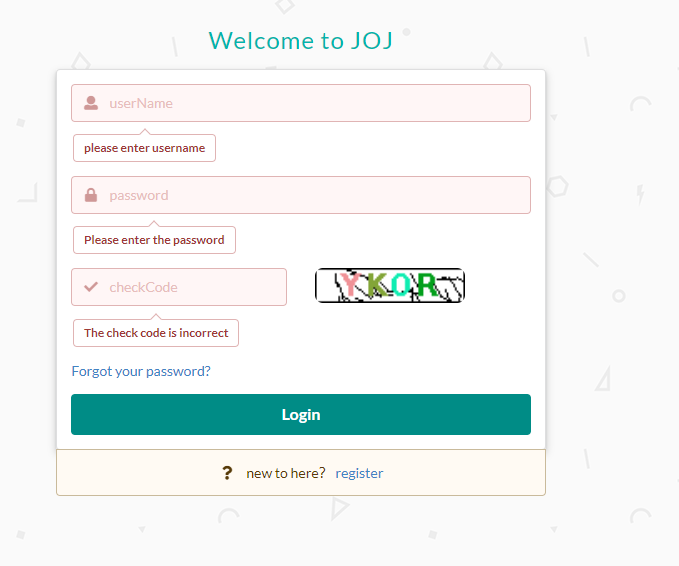 Welcome to JOJ
userName
please enter username
password
Please enter the password
checkCode YKOR
The check code is incorrect
Forgot your password?
Login
? new to here? register